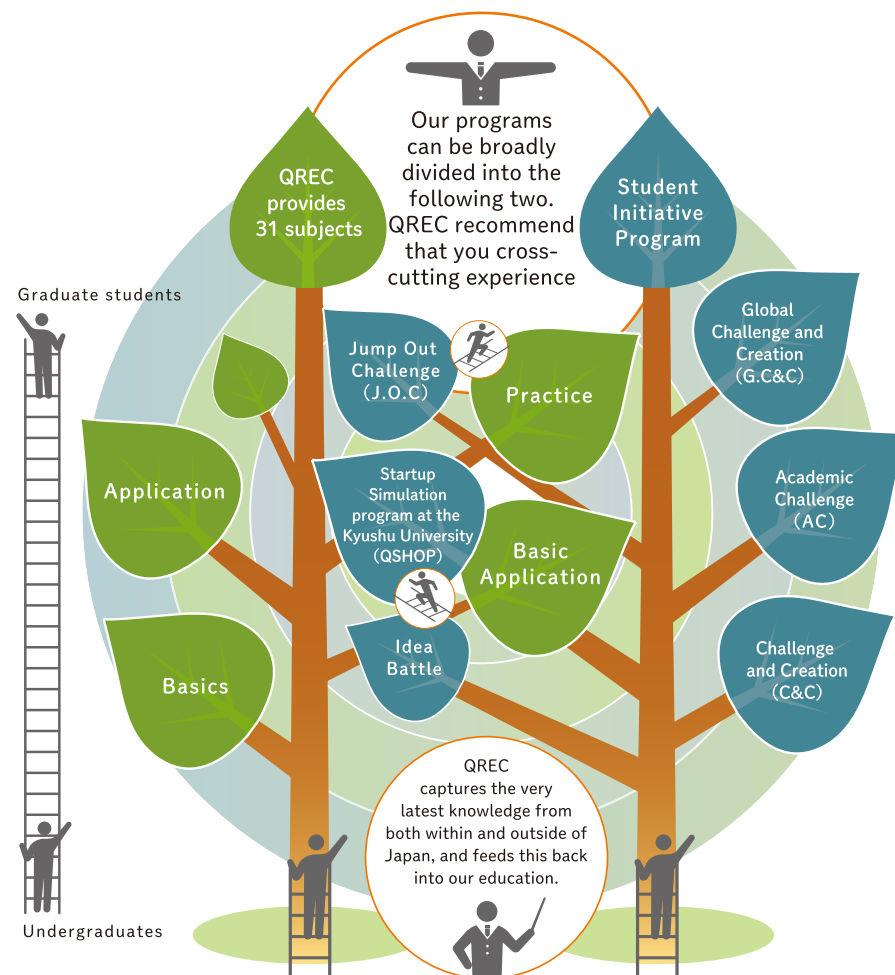 Our programs
can be broadly
divided into the
following two.
QREC recommend
that you cross-
cutting experience
QREC
provides
31 subjects
Student
Initiative
Program
Graduate students
Global
Challenge and
Creation
(G.C&C)
Jump Out
Challenge
(J.O.C)
Practice
Application
Startup
Simulation
program at the
Kyushu University
(QSHOP)
Academic
Challenge
(AC)
Basic
Application
Idea
Battle
Basics
Challenge
and Creation
(C&C)
QREC
captures the very
latest knowledge from
both within and outside of
Japan, and feeds this back
into our education.
Undergraduates